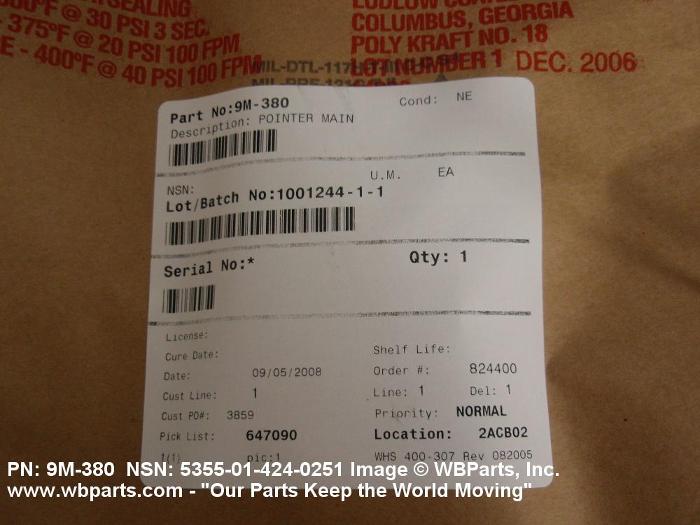 SEALING
°F @ 30 PSI 3 SEC.
- 375°F @ 20 PSI 100 FPM
E - 400°F @ 40 PSI 100 FPM
COLUMBUS, GEORGIA
POLY KRAFT NO. 18
LOT NUMBER 1 DEC. 2006
MIL-DTL-117
Part No:9M-380
Cond: NE
Description: POINTER MAIN
U.M. EA
NSN:
Lot/Batch No:1001244-1-1
Serial No:*
Qty: 1
License:
Cure Date:
Shelf Life:
Date: 09/05/2008
Order #: 824400
Cust Line: 1
Line: 1 Del: 1
Cust PO#: 3859
Priority: NORMAL
Pick List: 647090
Location: 2ACB02
1(1) pic:1
WHS 400-307 Rev 082005
PN: 9M-380 NSN: 5355-01-424-0251 Image © WBParts, Inc.
www.wbparts.com - "Our Parts Keep the World Moving"